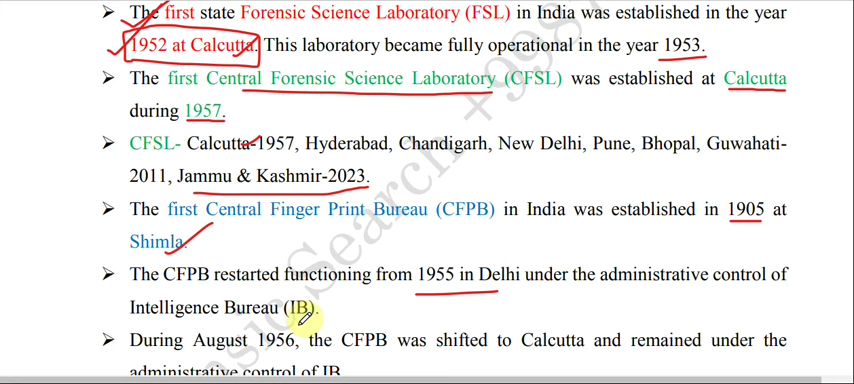 ➤ The first state Forensic Science Laboratory (FSL) in India was established in the year
1952 at Calcutta. This laboratory became fully operational in the year 1953.
➤ The first Central Forensic Science Laboratory (CFSL) was established at Calcutta
during 1957.
➤ CFSL- Calcutta-1957, Hyderabad, Chandigarh, New Delhi, Pune, Bhopal, Guwahati-
2011, Jammu & Kashmir-2023.
➤ The first Central Finger Print Bureau (CFPB) in India was established in 1905 at
Shimla.
➤ The CFPB restarted functioning from 1955 in Delhi under the administrative control of
Intelligence Bureau (IB).
➤ During August 1956, the CFPB was shifted to Calcutta and remained under the
administrative control of IB